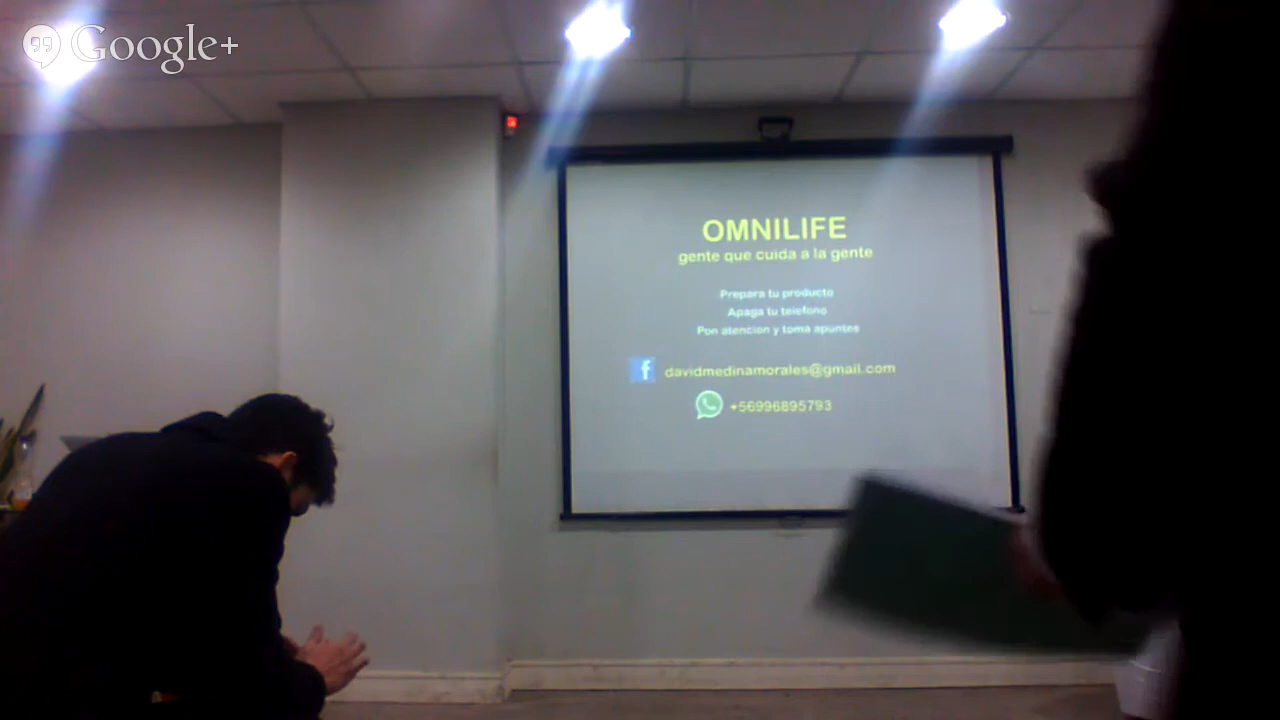 Google+
OMNILIFE
gente que cuida a la gente
Prepara tu producto
Apaga tu telefono
Pon atencion y toma apuntes
f davidmedinamorales@gmail.com
+56996895793